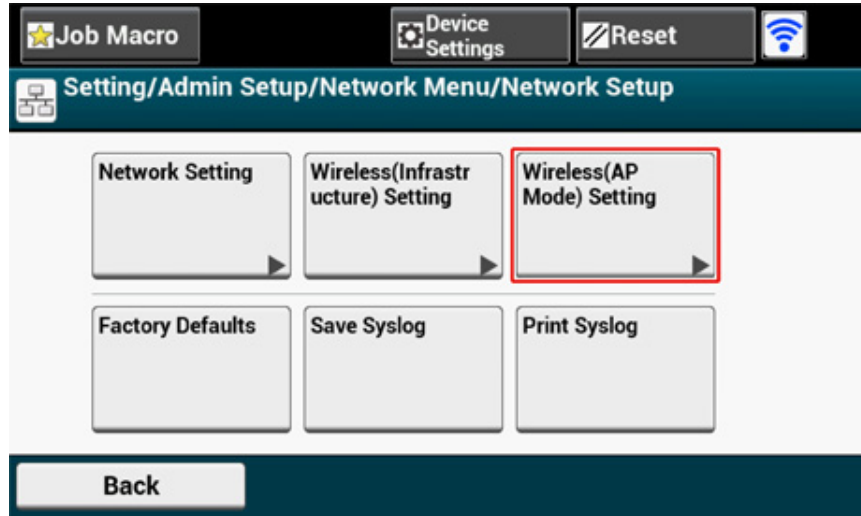 Job Macro
Device
Settings
Reset
Setting/Admin Setup/Network Menu/Network Setup
Network Setting
Wireless(Infrastr
ucture) Setting
Wireless(AP
Mode) Setting
Factory Defaults
Save Syslog
Print Syslog
Back